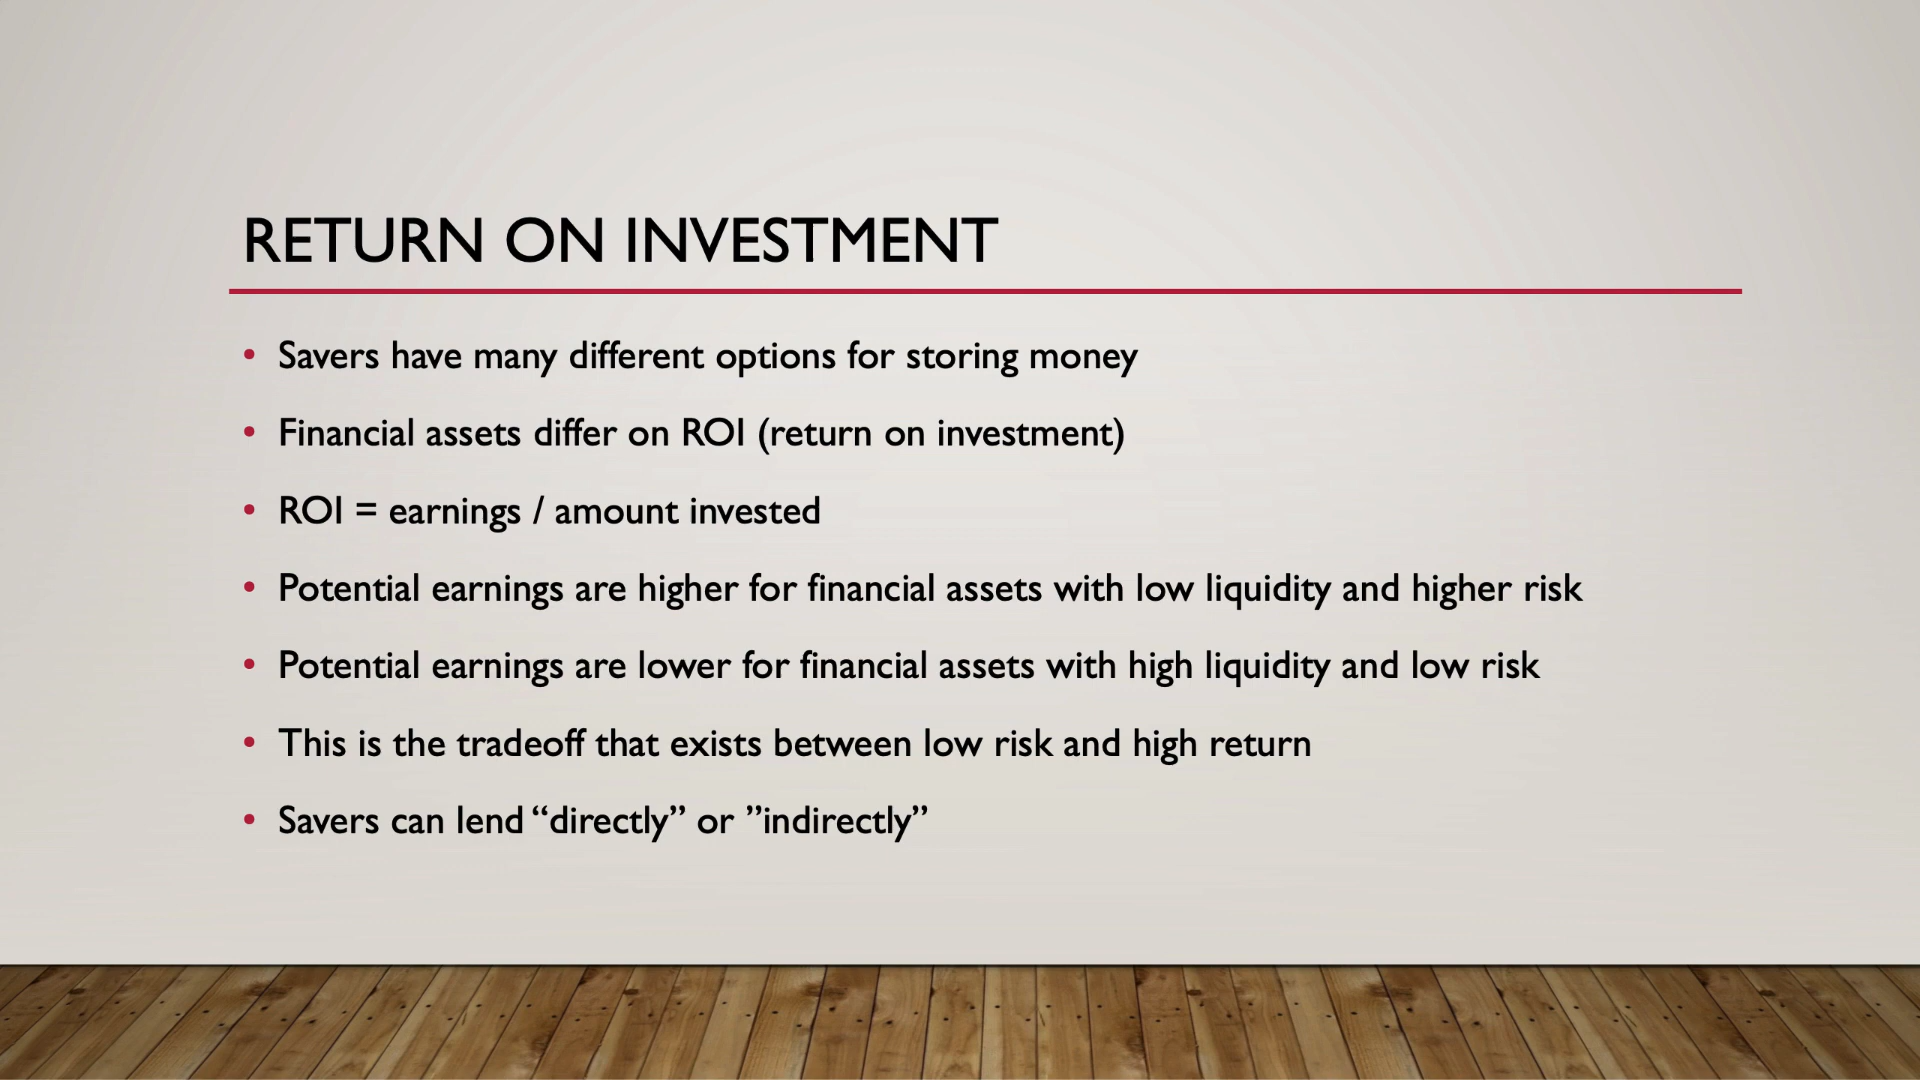 RETURN ON INVESTMENT
• Savers have many different options for storing money
• Financial assets differ on ROI (return on investment)
• ROI = earnings / amount invested
• Potential earnings are higher for financial assets with low liquidity and higher risk
• Potential earnings are lower for financial assets with high liquidity and low risk
• This is the tradeoff that exists between low risk and high return
• Savers can lend “directly” or ”indirectly”